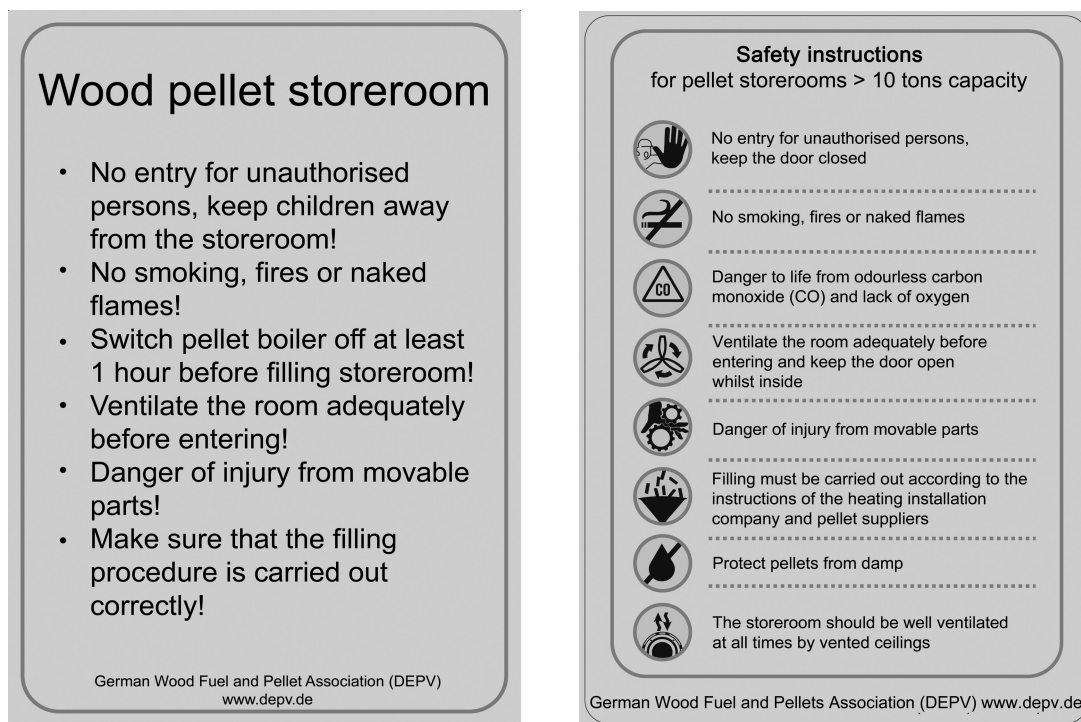 Wood pellet storeroom
• No entry for unauthorised
persons, keep children away
from the storeroom!
• No smoking, fires or naked
flames!
• Switch pellet boiler off at least
1 hour before filling storeroom!
• Ventilate the room adequately
before entering!
• Danger of injury from movable
parts!
• Make sure that the filling
procedure is carried out
correctly!
German Wood Fuel and Pellet Association (DEPV)
www.depv.de
Safety instructions
for pellet storerooms > 10 tons capacity
No entry for unauthorised persons,
keep the door closed
No smoking, fires or naked flames
CO
Danger to life from odourless carbon
monoxide (CO) and lack of oxygen
Ventilate the room adequately before
entering and keep the door open
whilst inside
Danger of injury from movable parts
Filling must be carried out according to the
instructions of the heating installation
company and pellet suppliers
Protect pellets from damp
The storeroom should be well ventilated
at all times by vented ceilings
German Wood Fuel and Pellets Association (DEPV) www.depv.de